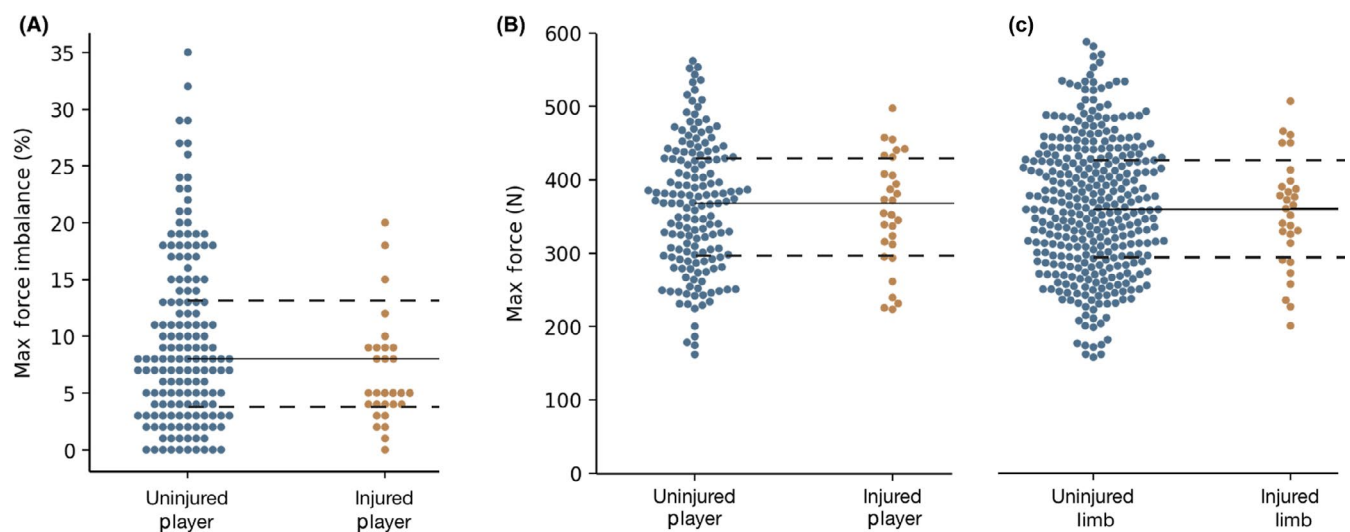 (A)
Max force imbalance (%)
35
30
25
20
15
10
5
0
Uninjured player
Injured player
(B)
Max force (N)
600
500
400
300
200
100
0
Uninjured player
Injured player
(c)
Uninjured limb
Injured limb